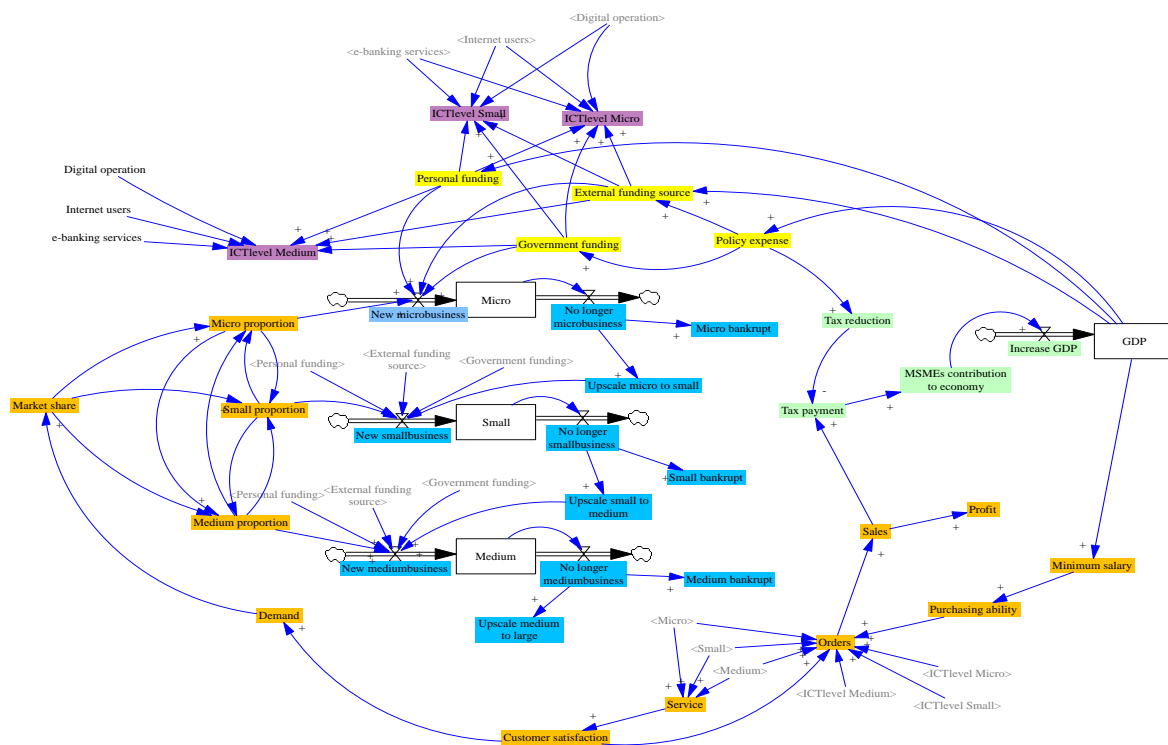 <Digital operation>
<Internet users>
<e-banking services>
ICTlevel Small
ICTlevel Micro
Digital operation
Personal funding
External funding source
Internet users
e-banking services
ICTlevel Medium
Government funding
Policy expense
Micro
New microbusiness
No longer
microbusiness
Micro bankrupt
Tax reduction
Increase GDP
GDP
Micro proportion
<Personal funding>
<External funding
source>
<Government funding>
Upscale micro to small
MSMEs contribution
to economy
Market share
Small proportion
Small
New smallbusiness
No longer
smallbusiness
Small bankrupt
Tax payment
<Personal funding>
<External funding
source>
<Government funding>
Upscale small to
medium
Medium proportion
Medium
New mediumbusiness
No longer
mediumbusiness
Medium bankrupt
Sales
Profit
Minimum salary
Upscale medium
to large
Demand
Purchasing ability
<Micro>
<Small>
<Medium>
Orders
<ICTlevel Micro>
<ICTlevel Medium>
<ICTlevel Small>
Service
Customer satisfaction